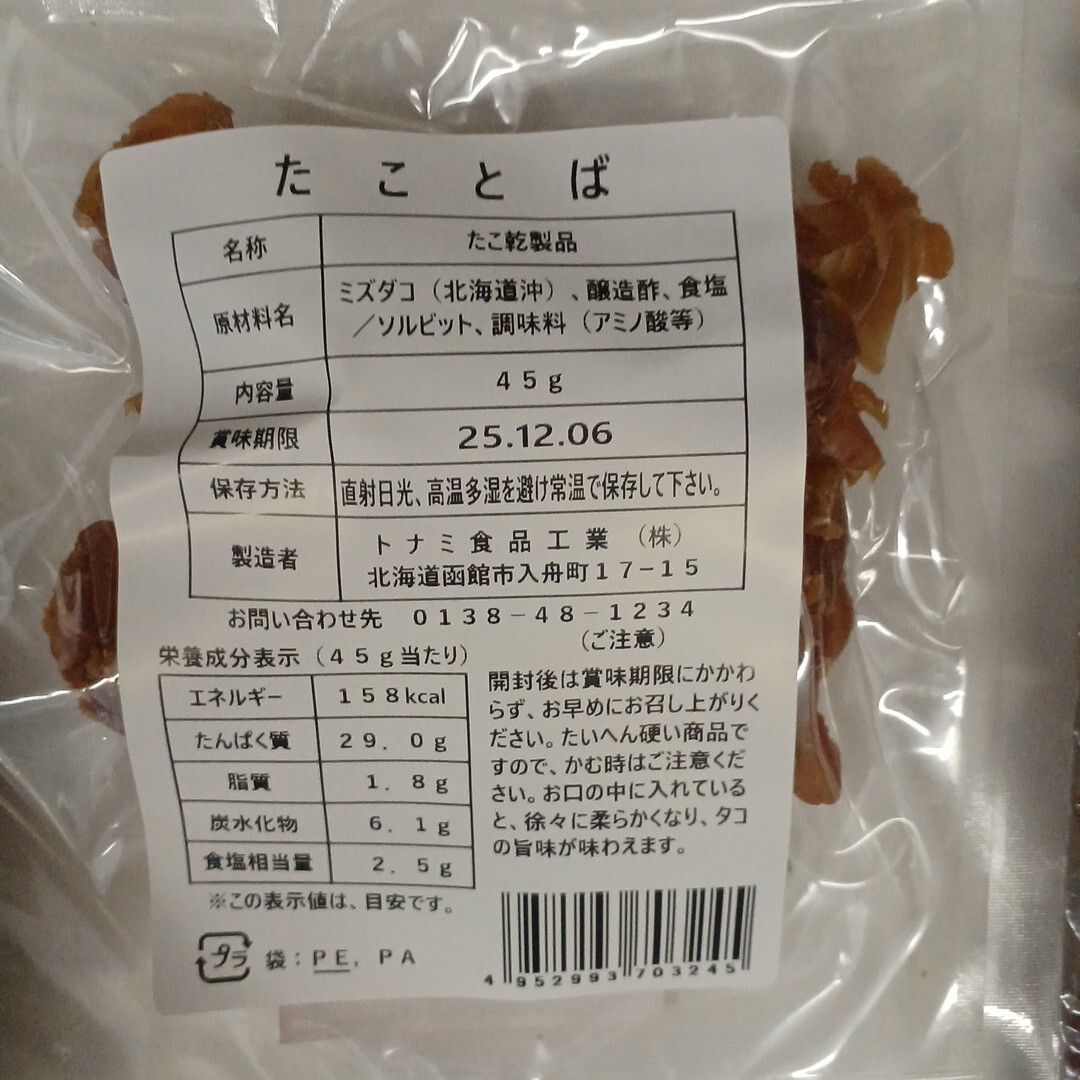 たことば
名称 たこ乾製品
原材料名 ミズダコ（北海道沖）、醸造酢、食塩
／ソルビット、調味料（アミノ酸等）
内容量 45g
賞味期限 25.12.06
保存方法 直射日光、高温多湿を避け常温で保存して下さい。
製造者 トナミ食品工業（株）
北海道函館市入舟町17-15
お問い合わせ先 0138-48-1234
栄養成分表示（45g当たり）
エネルギー 158kcal
たんぱく質 29.0g
脂質 1.8g
炭水化物 6.1g
食塩相当量 2.5g
※この表示値は、目安です。
プラ 袋：PE, PA
（ご注意）
開封後は賞味期限にかかわ
らず、お早めにお召し上がりく
ださい。たいへん硬い商品で
すので、かむ時はご注意くだ
さい。お口の中に入れている
と、徐々に柔らかくなり、タコ
の旨味が味わえます。
4952993703245